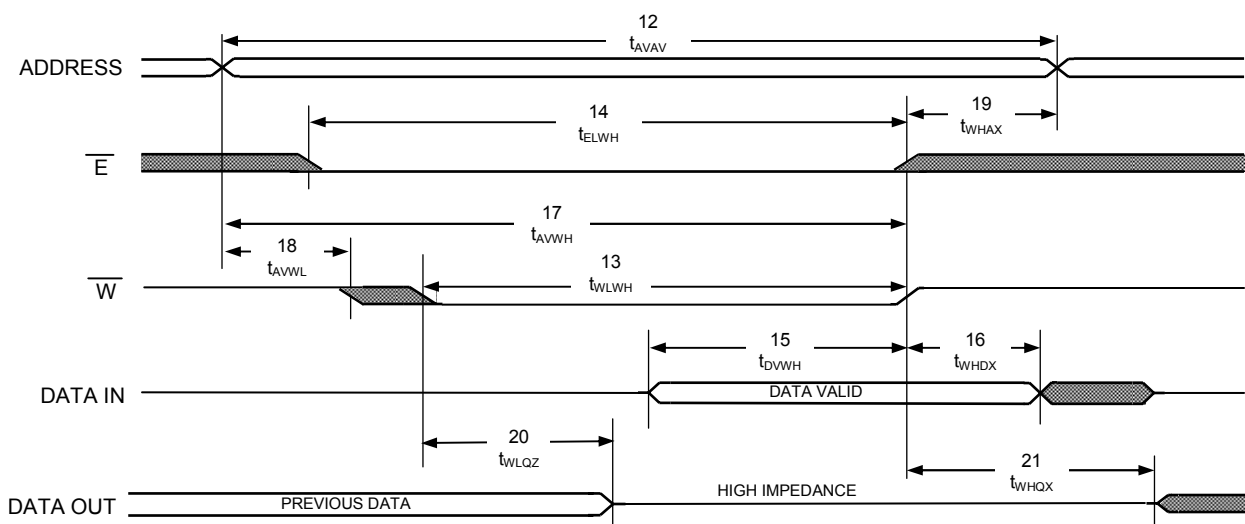 12
tAVAV
ADDRESS
14
tELWH
19
tWHAX
E
17
tAVWH
18
tAVWL
13
tWLWH
W
15
tDVWH
16
tWHDX
DATA IN
DATA VALID
20
tWLQZ
21
tWHQX
DATA OUT
PREVIOUS DATA
HIGH IMPEDANCE